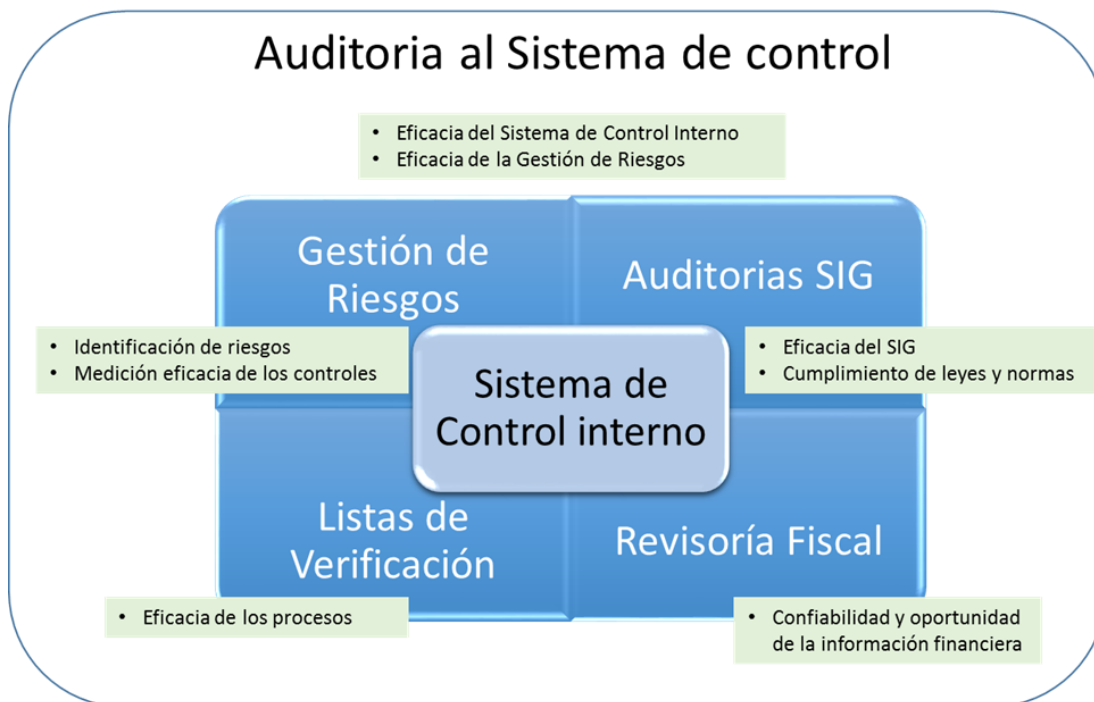 Auditoria al Sistema de control
• Eficacia del Sistema de Control Interno
• Eficacia de la Gestión de Riesgos
Gestión de
Riesgos
Auditorias SIG
• Identificación de riesgos
• Medición eficacia de los controles
• Eficacia del SIG
• Cumplimiento de leyes y normas
Sistema de
Control interno
Listas de
Verificación
Revisoría Fiscal
• Eficacia de los procesos
• Confiabilidad y oportunidad
de la información financiera